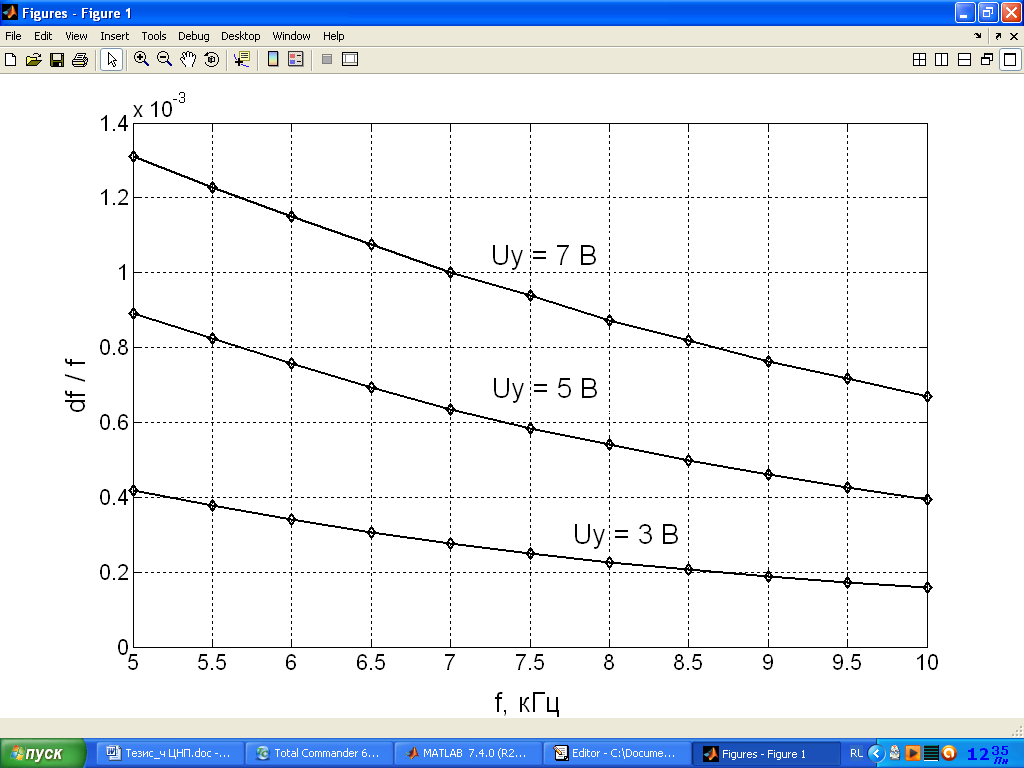 Figures - Figure 1
File Edit View Insert Tools Debug Desktop Window Help
x 10-3
1.4
1.2
1
0.8
0.6
0.4
0.2
0
df / f
Uy = 7 В
Uy = 5 В
Uy = 3 В
5 5.5 6 6.5 7 7.5 8 8.5 9 9.5 10
f, кГц
пуск Тезис_ч ЦНП.doc -... Total Commander 6... MATLAB 7.4.0 (R2... Editor - C:\Docume... Figures - Figure 1 RL 12 35 Пн